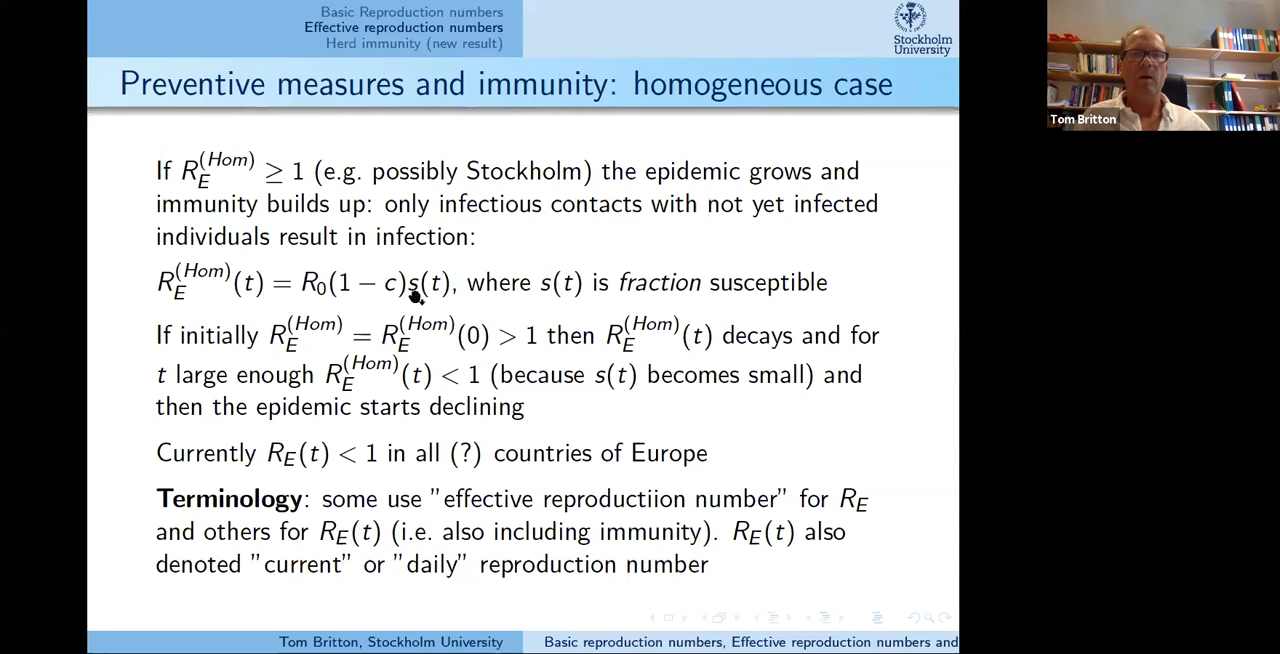 Basic Reproduction numbers
Effective reproduction numbers
Herd immunity (new result)
Stockholm
University
Preventive measures and immunity: homogeneous case
Tom Britton
If R_E^(Hom) ≥ 1 (e.g. possibly Stockholm) the epidemic grows and
immunity builds up: only infectious contacts with not yet infected
individuals result in infection:
R_E^(Hom)(t) = R_0(1 − c)s(t), where s(t) is fraction susceptible
If initially R_E^(Hom) = R_E^(Hom)(0) > 1 then R_E^(Hom)(t) decays and for
t large enough R_E^(Hom)(t) < 1 (because s(t) becomes small) and
then the epidemic starts declining
Currently R_E(t) < 1 in all (?) countries of Europe
Terminology: some use "effective reproductiion number" for R_E
and others for R_E(t) (i.e. also including immunity). R_E(t) also
denoted "current" or "daily" reproduction number
Tom Britton, Stockholm University
Basic reproduction numbers, Effective reproduction numbers and